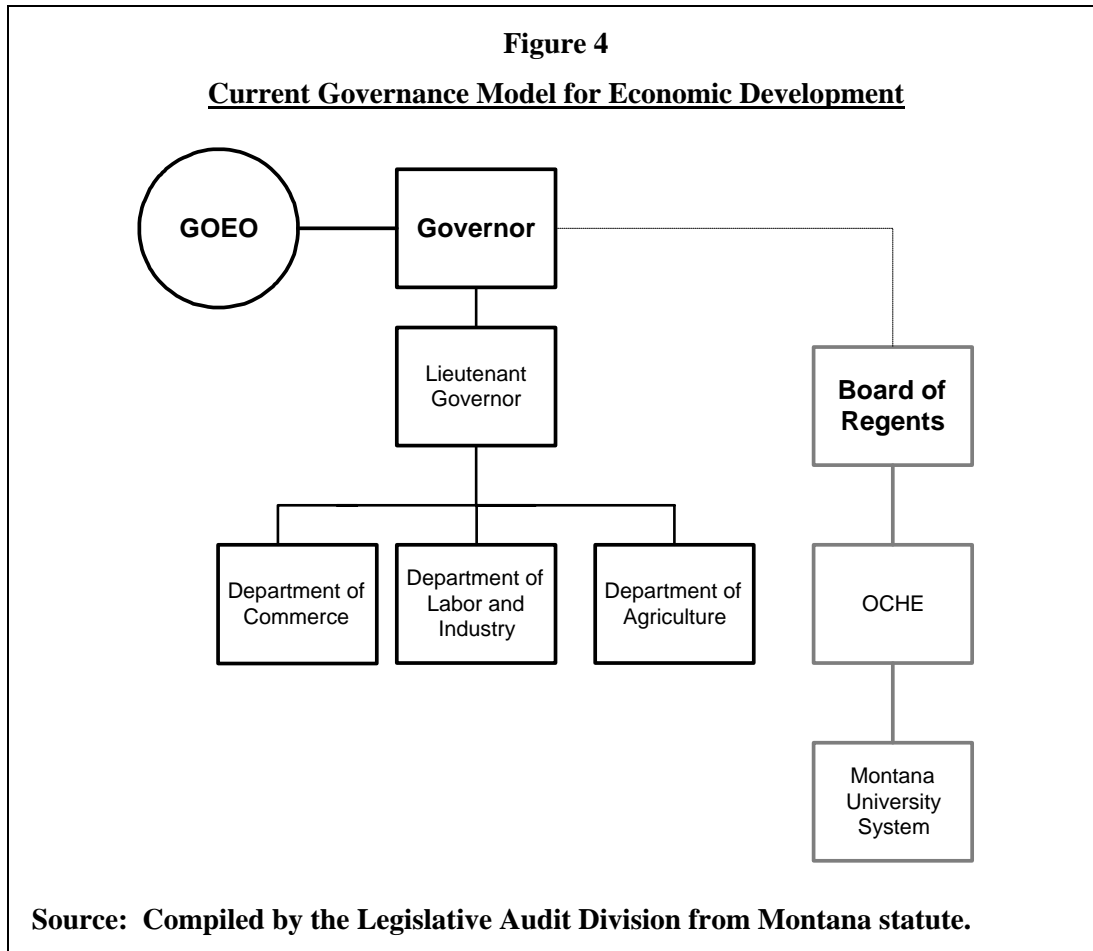 Figure 4
Current Governance Model for Economic Development
GOEO
Governor
Lieutenant
Governor
Board of
Regents
Department of
Commerce
Department of
Labor and
Industry
Department of
Agriculture
OCHE
Montana
University
System
Source: Compiled by the Legislative Audit Division from Montana statute.